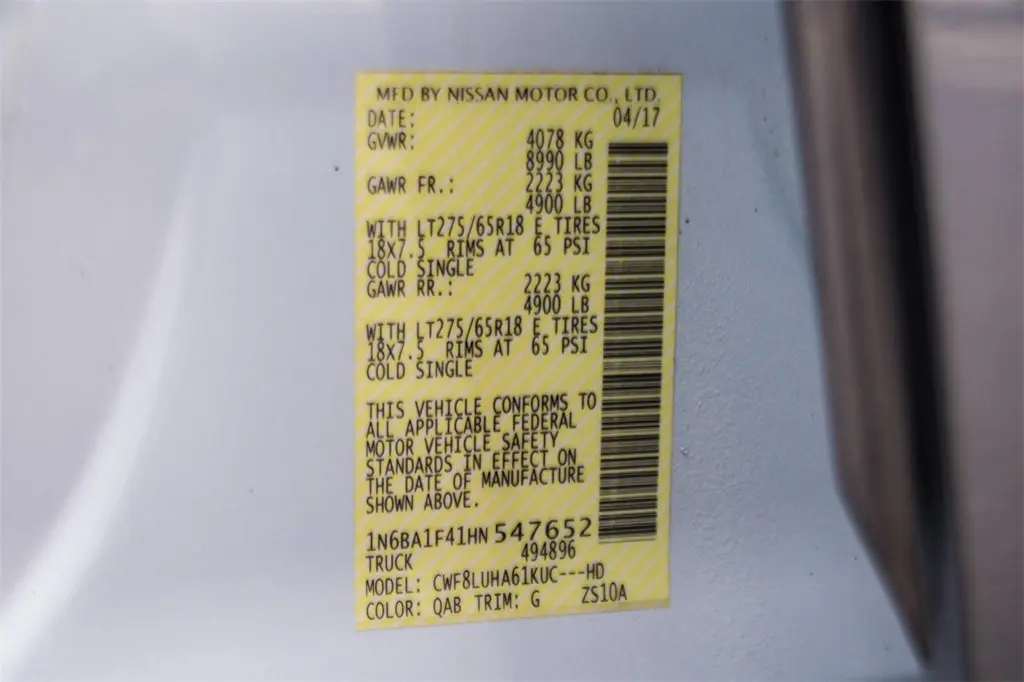 MFD BY NISSAN MOTOR CO., LTD.
DATE: 04/17
GVWR: 4078 KG
8990 LB
GAWR FR.: 2223 KG
4900 LB
WITH LT275/65R18 E TIRES
18X7.5 RIMS AT 65 PSI
COLD SINGLE
GAWR RR.: 2223 KG
4900 LB
WITH LT275/65R18 E TIRES
18X7.5 RIMS AT 65 PSI
COLD SINGLE
THIS VEHICLE CONFORMS TO
ALL APPLICABLE FEDERAL
MOTOR VEHICLE SAFETY
STANDARDS IN EFFECT ON
THE DATE OF MANUFACTURE
SHOWN ABOVE.
1N6BA1F41HN547652
TRUCK 494896
MODEL: CWF8LUHA61KUC---HD
COLOR: QAB TRIM: G ZS10A